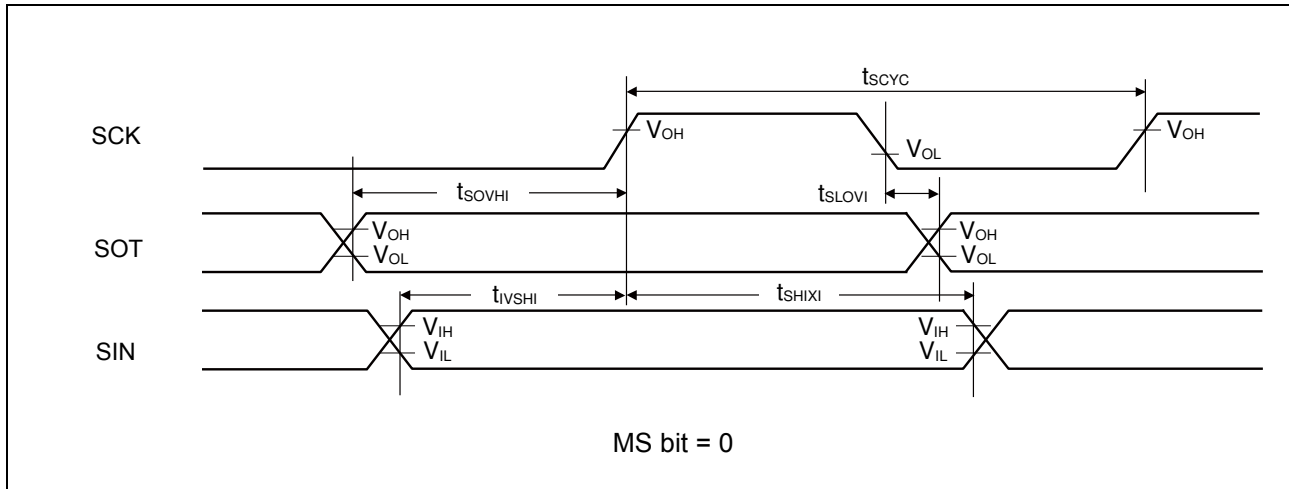 tSCYC
SCK
VOH
VOL
VOH
tSOVHI
tSLOVI
SOT
VOH
VOL
VOH
VOL
tIVSHI
tSHIXI
SIN
VIH
VIL
VIH
VIL
MS bit = 0